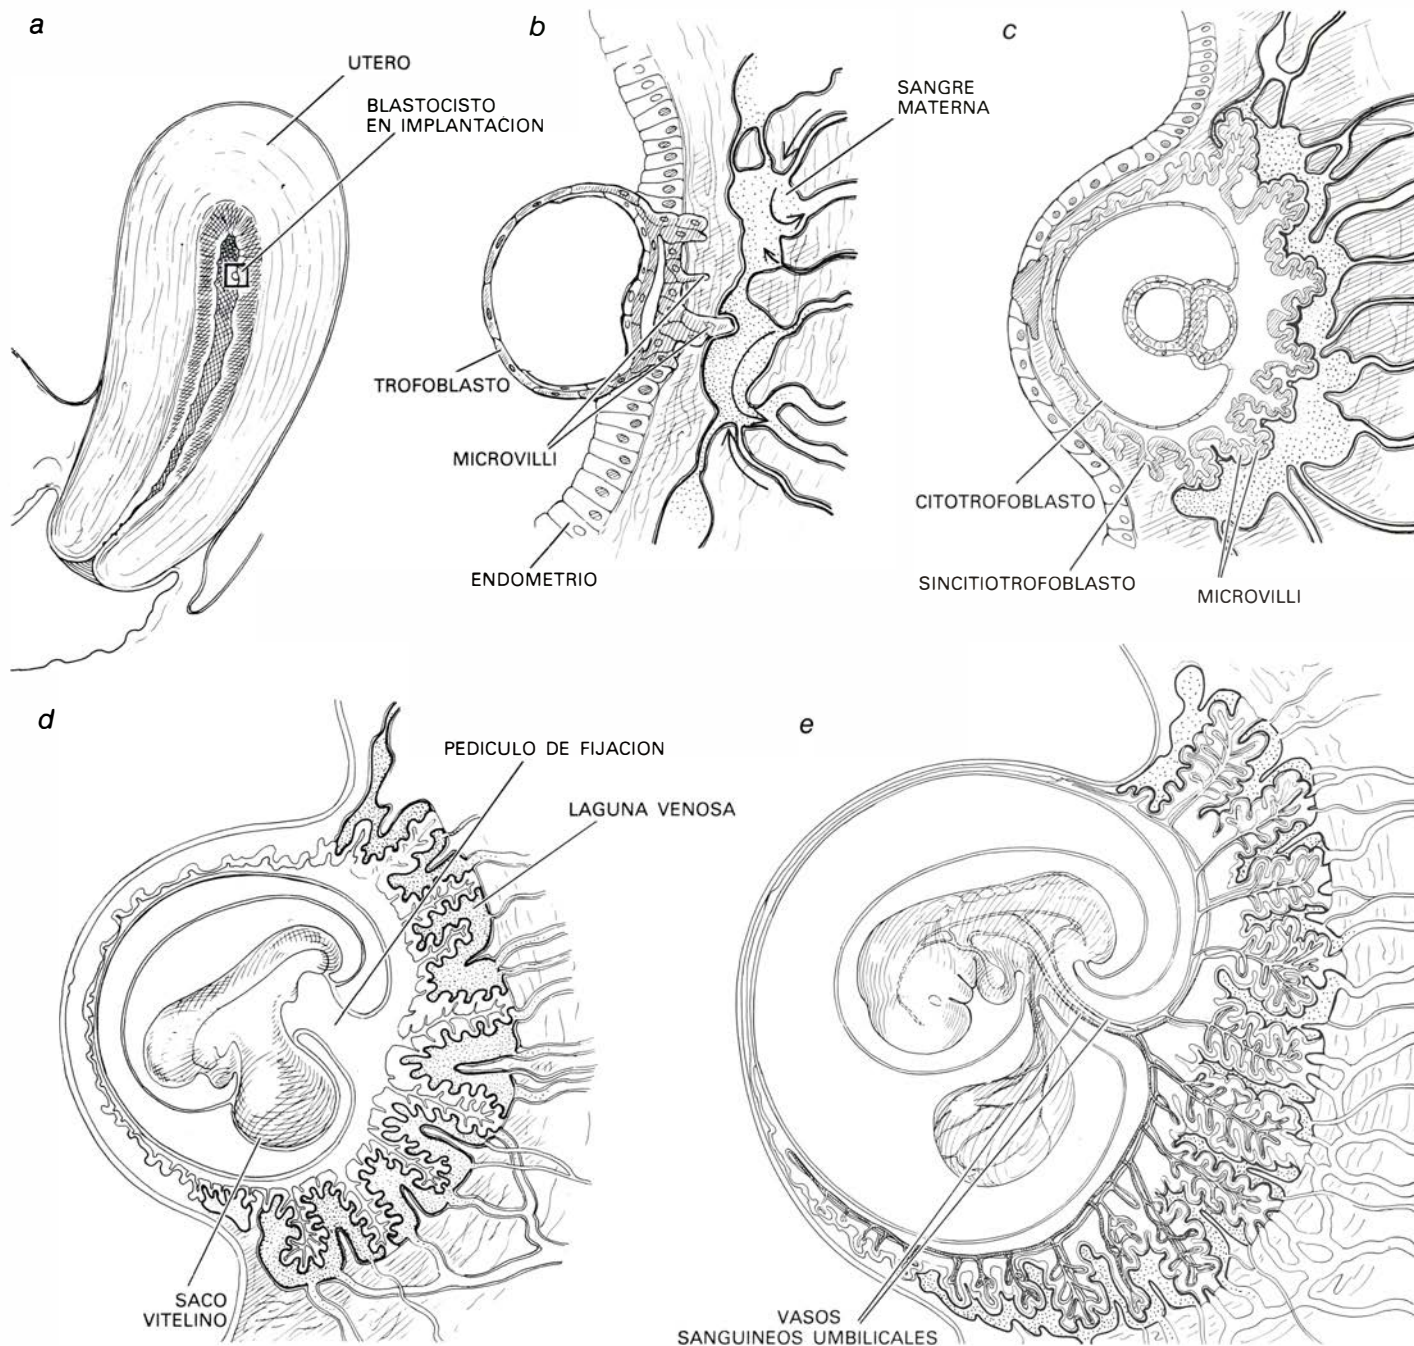 a
UTERO
BLASTOCISTO
EN IMPLANTACION
b
SANGRE
MATERNA
TROFOBLASTO
MICROVILLI
ENDOMETRIO
c
CITOTROFOBLASTO
SINCITIOTROFOBLASTO
MICROVILLI
d
PEDICULO DE FIJACION
LAGUNA VENOSA
SACO
VITELINO
e
VASOS
SANGUINEOS UMBILICALES